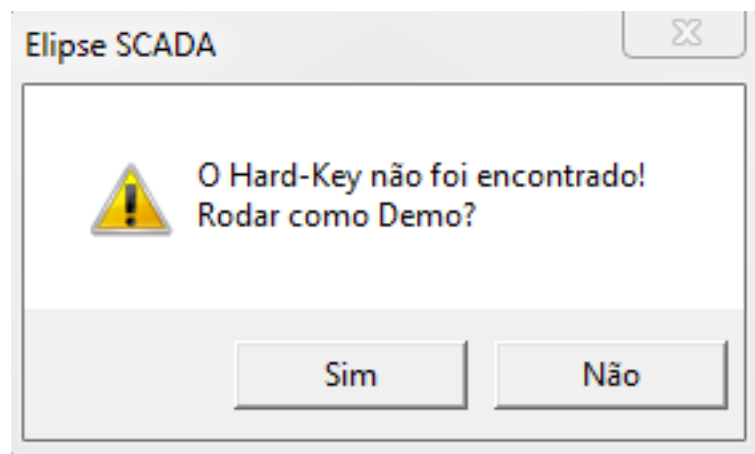 Elipse SCADA
O Hard-Key não foi encontrado!
Rodar como Demo?
Sim
Não